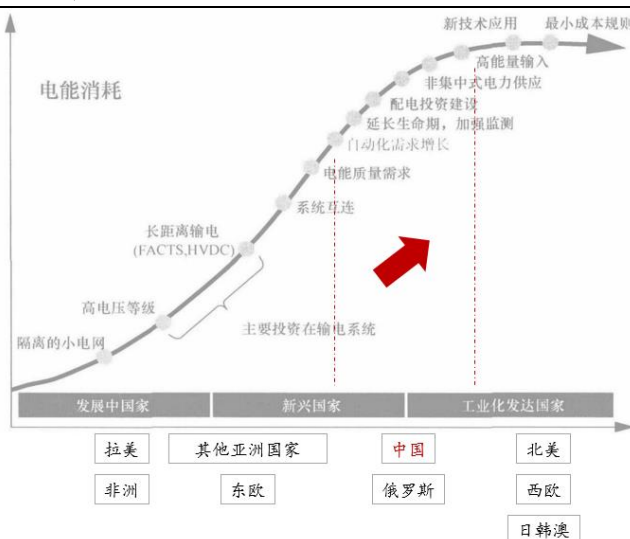 新技术应用 最小成本规则
高能量输入
电能消耗
非集中式电力供应
配电投资建设
延长生命期，加强监测
自动化需求增长
电能质量需求
系统互连
长距离输电
(FACTS,HVDC)
高电压等级
主要投资在输电系统
隔离的小电网
发展中国家 新兴国家 工业化发达国家
拉美 其他亚洲国家 中国 北美
非洲 东欧 俄罗斯 西欧
日韩澳